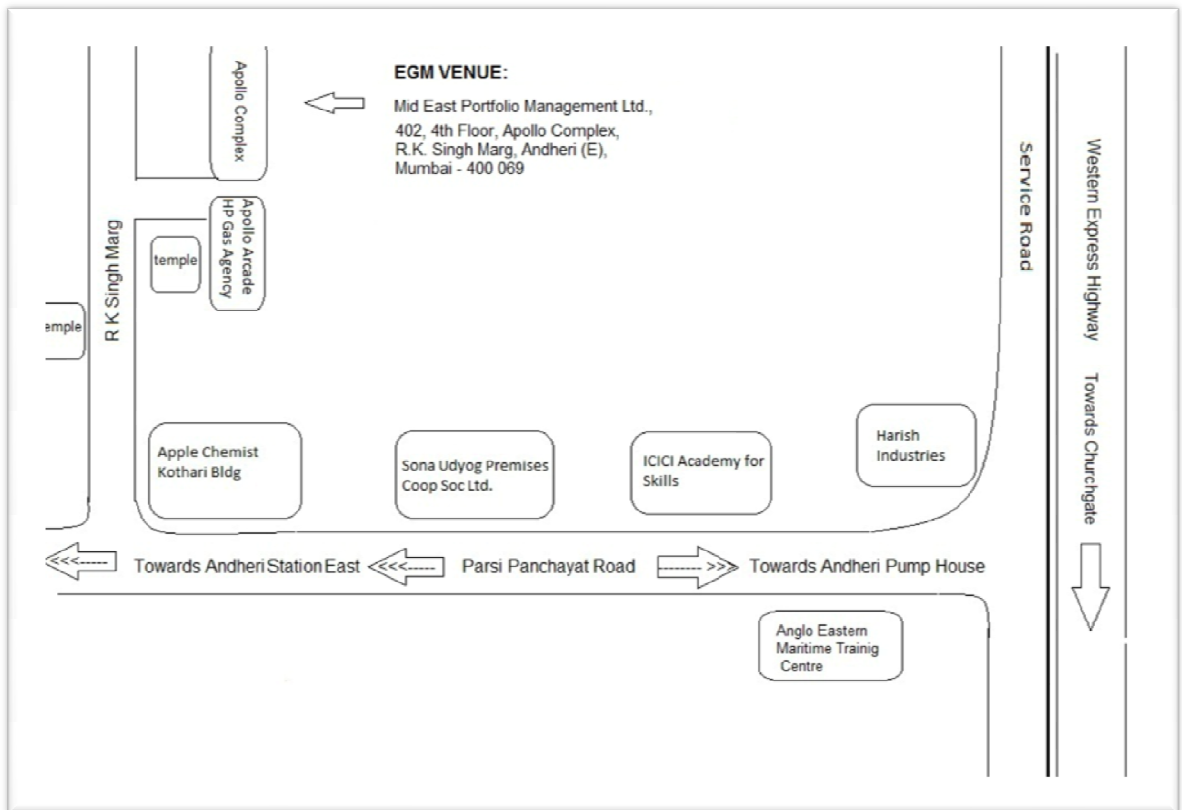 Apollo Complex
EGM VENUE:
Mid East Portfolio Management Ltd.,
402, 4th Floor, Apollo Complex,
R.K. Singh Marg, Andheri (E),
Mumbai - 400 069
Service Road
Western Express Highway Towards Churchgate
R K Singh Marg
temple
Apollo Arcade
HP Gas Agency
emple
Apple Chemist
Kothari Bldg
Sona Udyog Premises
Coop Soc Ltd.
ICICI Academy for
Skills
Harish
Industries
<<<----- Towards Andheri Station East <<<----- Parsi Panchayat Road ------->>> Towards Andheri Pump House
Anglo Eastern
Maritime Trainig
Centre